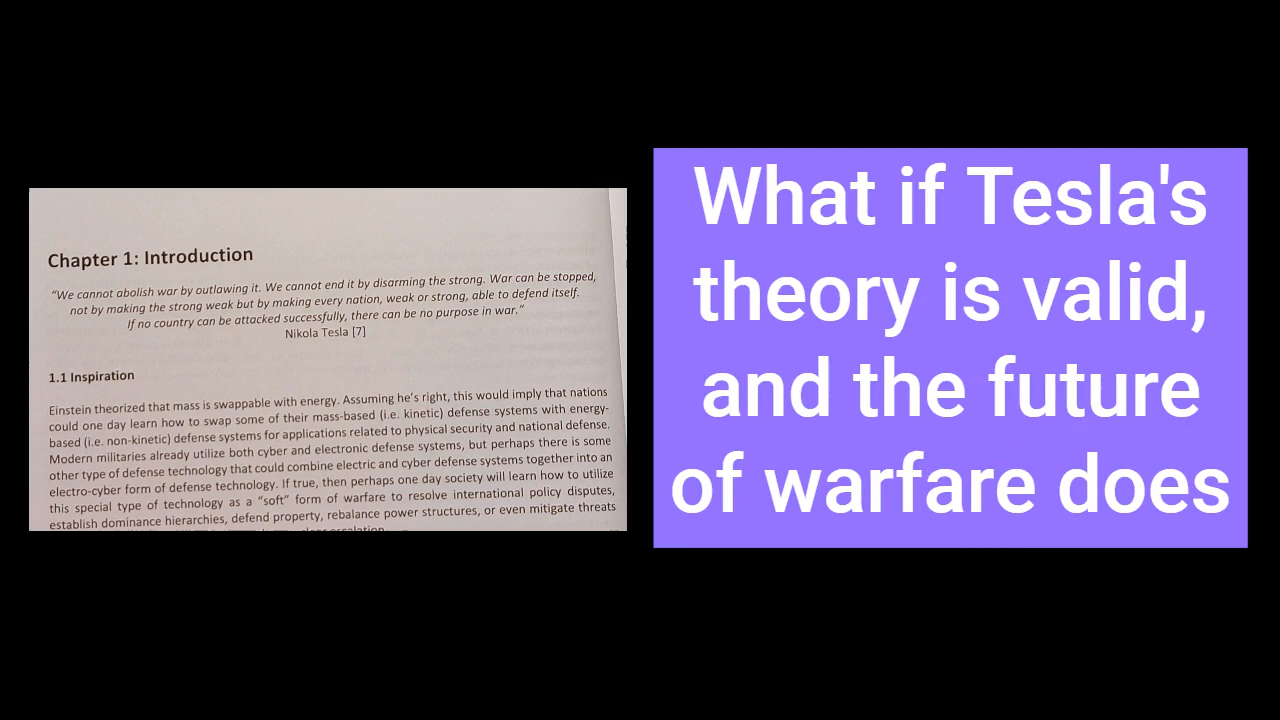 Chapter 1: Introduction
“We cannot abolish war by outlawing it. We cannot end it by disarming the strong. War can be stopped,
not by making the strong weak but by making every nation, weak or strong, able to defend itself.
If no country can be attacked successfully, there can be no purpose in war.”
Nikola Tesla [7]
1.1 Inspiration
Einstein theorized that mass is swappable with energy. Assuming he’s right, this would imply that nations
could one day learn how to swap some of their mass-based (i.e. kinetic) defense systems with energy-
based (i.e. non-kinetic) defense systems for applications related to physical security and national defense.
Modern militaries already utilize both cyber and electronic defense systems, but perhaps there is some
other type of defense technology that could combine electric and cyber defense systems together into an
electro-cyber form of defense technology. If true, then perhaps one day society will learn how to utilize
this special type of technology as a “soft” form of warfare to resolve international policy disputes,
establish dominance hierarchies, defend property, rebalance power structures, or even mitigate threats
escalation
What if Tesla's
theory is valid,
and the future
of warfare does